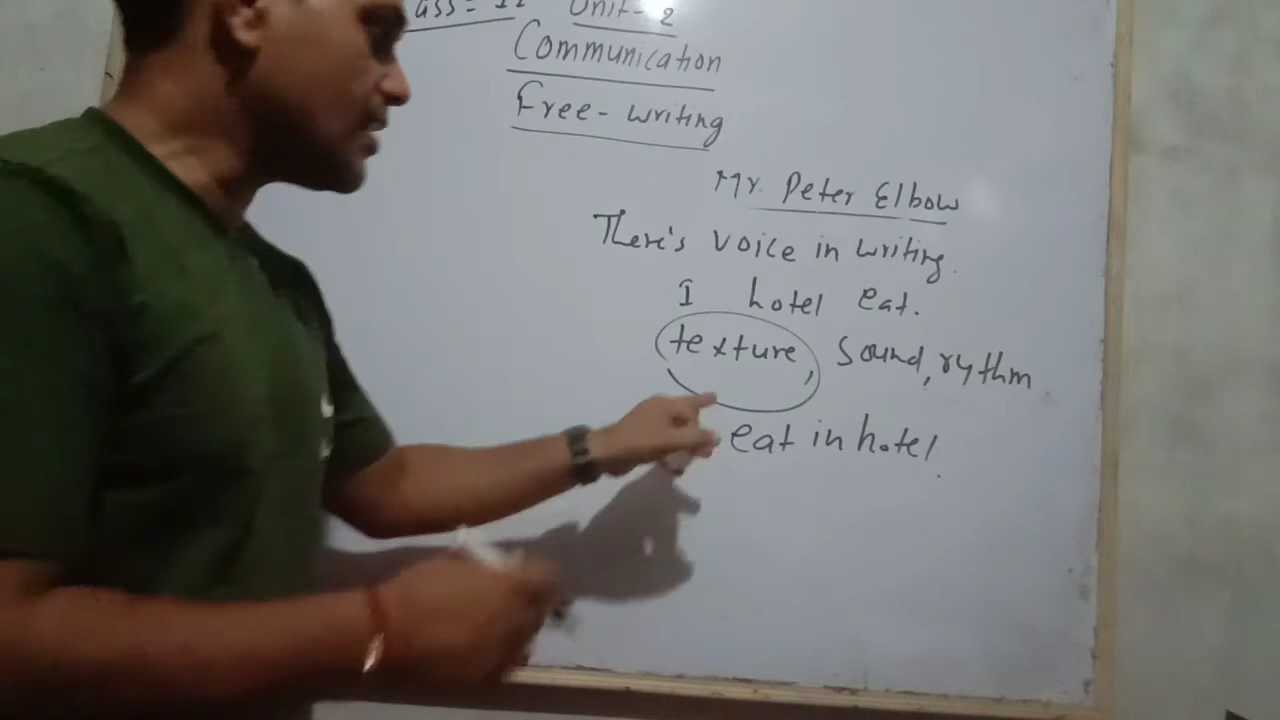 Unit- 2
Communication
Free- writing
Mr. Peter Elbow
There's voice in writing.
I hotel eat.
texture, Sound, rythm
eat in hotel.